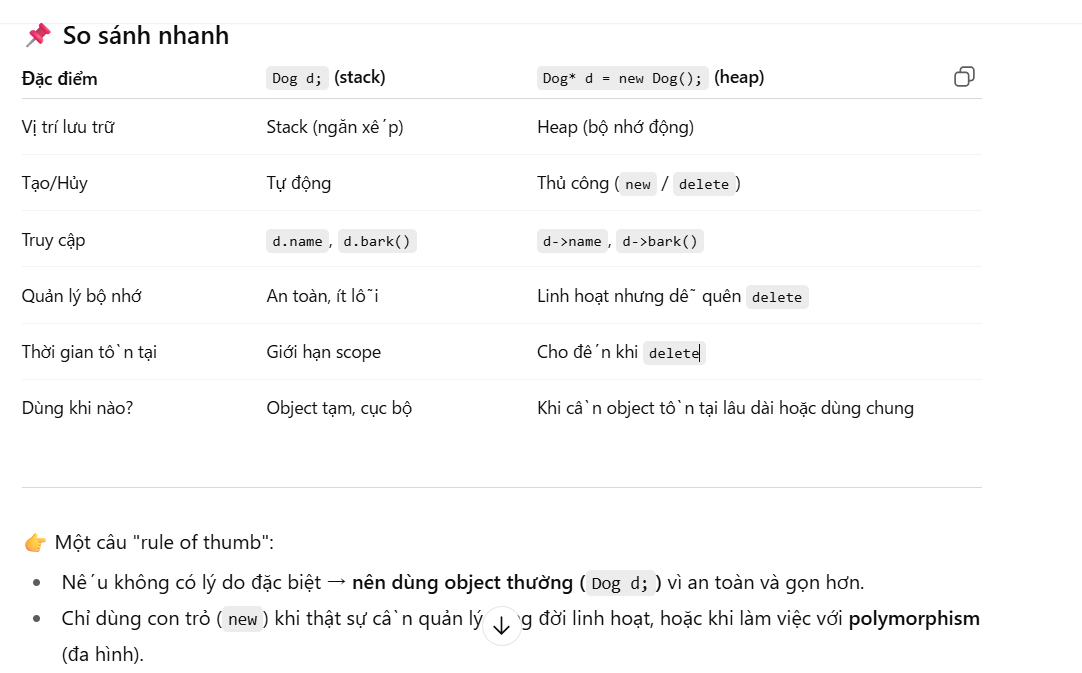 📌 So sánh nhanh
Đặc điểm Dog d; (stack) Dog* d = new Dog(); (heap)
Vị trí lưu trữ Stack (ngăn xếp) Heap (bộ nhớ động)
Tạo/Hủy Tự động Thủ công (new / delete)
Truy cập d.name, d.bark() d->name, d->bark()
Quản lý bộ nhớ An toàn, ít lỗi Linh hoạt nhưng dễ quên delete
Thời gian tồn tại Giới hạn scope Cho đến khi delete
Dùng khi nào? Object tạm, cục bộ Khi cần object tồn tại lâu dài hoặc dùng chung
👉 Một câu "rule of thumb":
• Nếu không có lý do đặc biệt → nên dùng object thường (Dog d;) vì an toàn và gọn hơn.
• Chỉ dùng con trỏ (new) khi thật sự cần quản lý đời linh hoạt, hoặc khi làm việc với polymorphism
(đa hình).